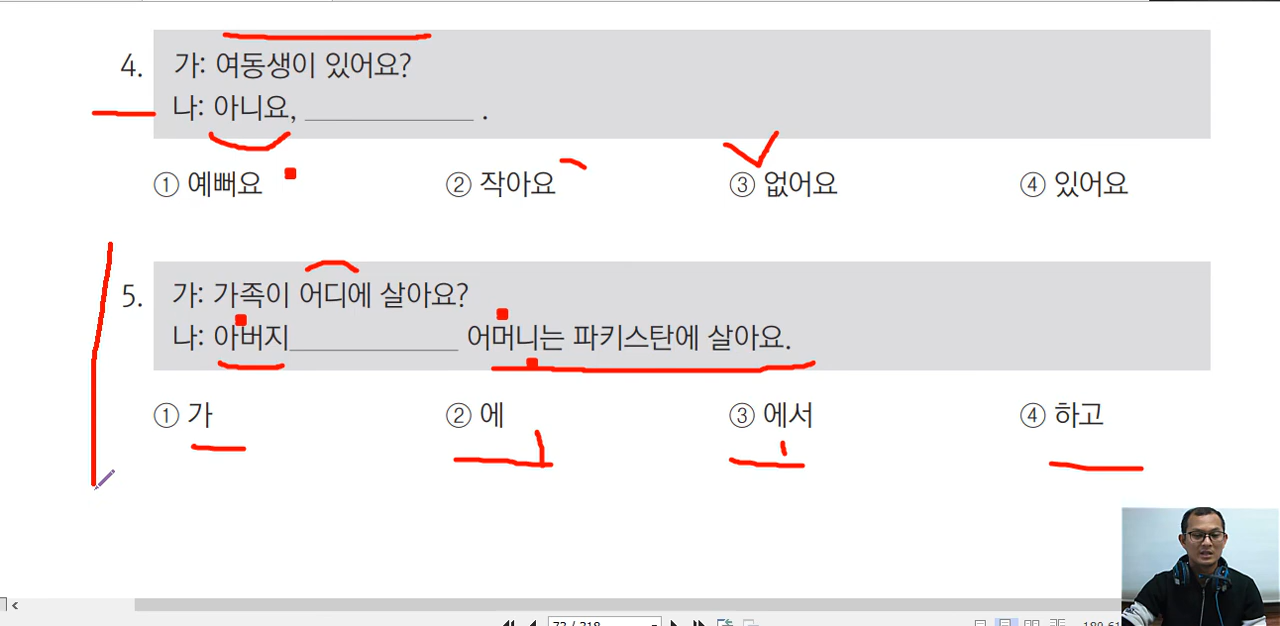 4. 가: 여동생이 있어요?
나: 아니요, ______________ .
① 예뻐요 ② 작아요 ③ 없어요 ④ 있어요
5. 가: 가족이 어디에 살아요?
나: 아버지______________ 어머니는 파키스탄에 살아요.
① 가 ② 에 ③ 에서 ④ 하고